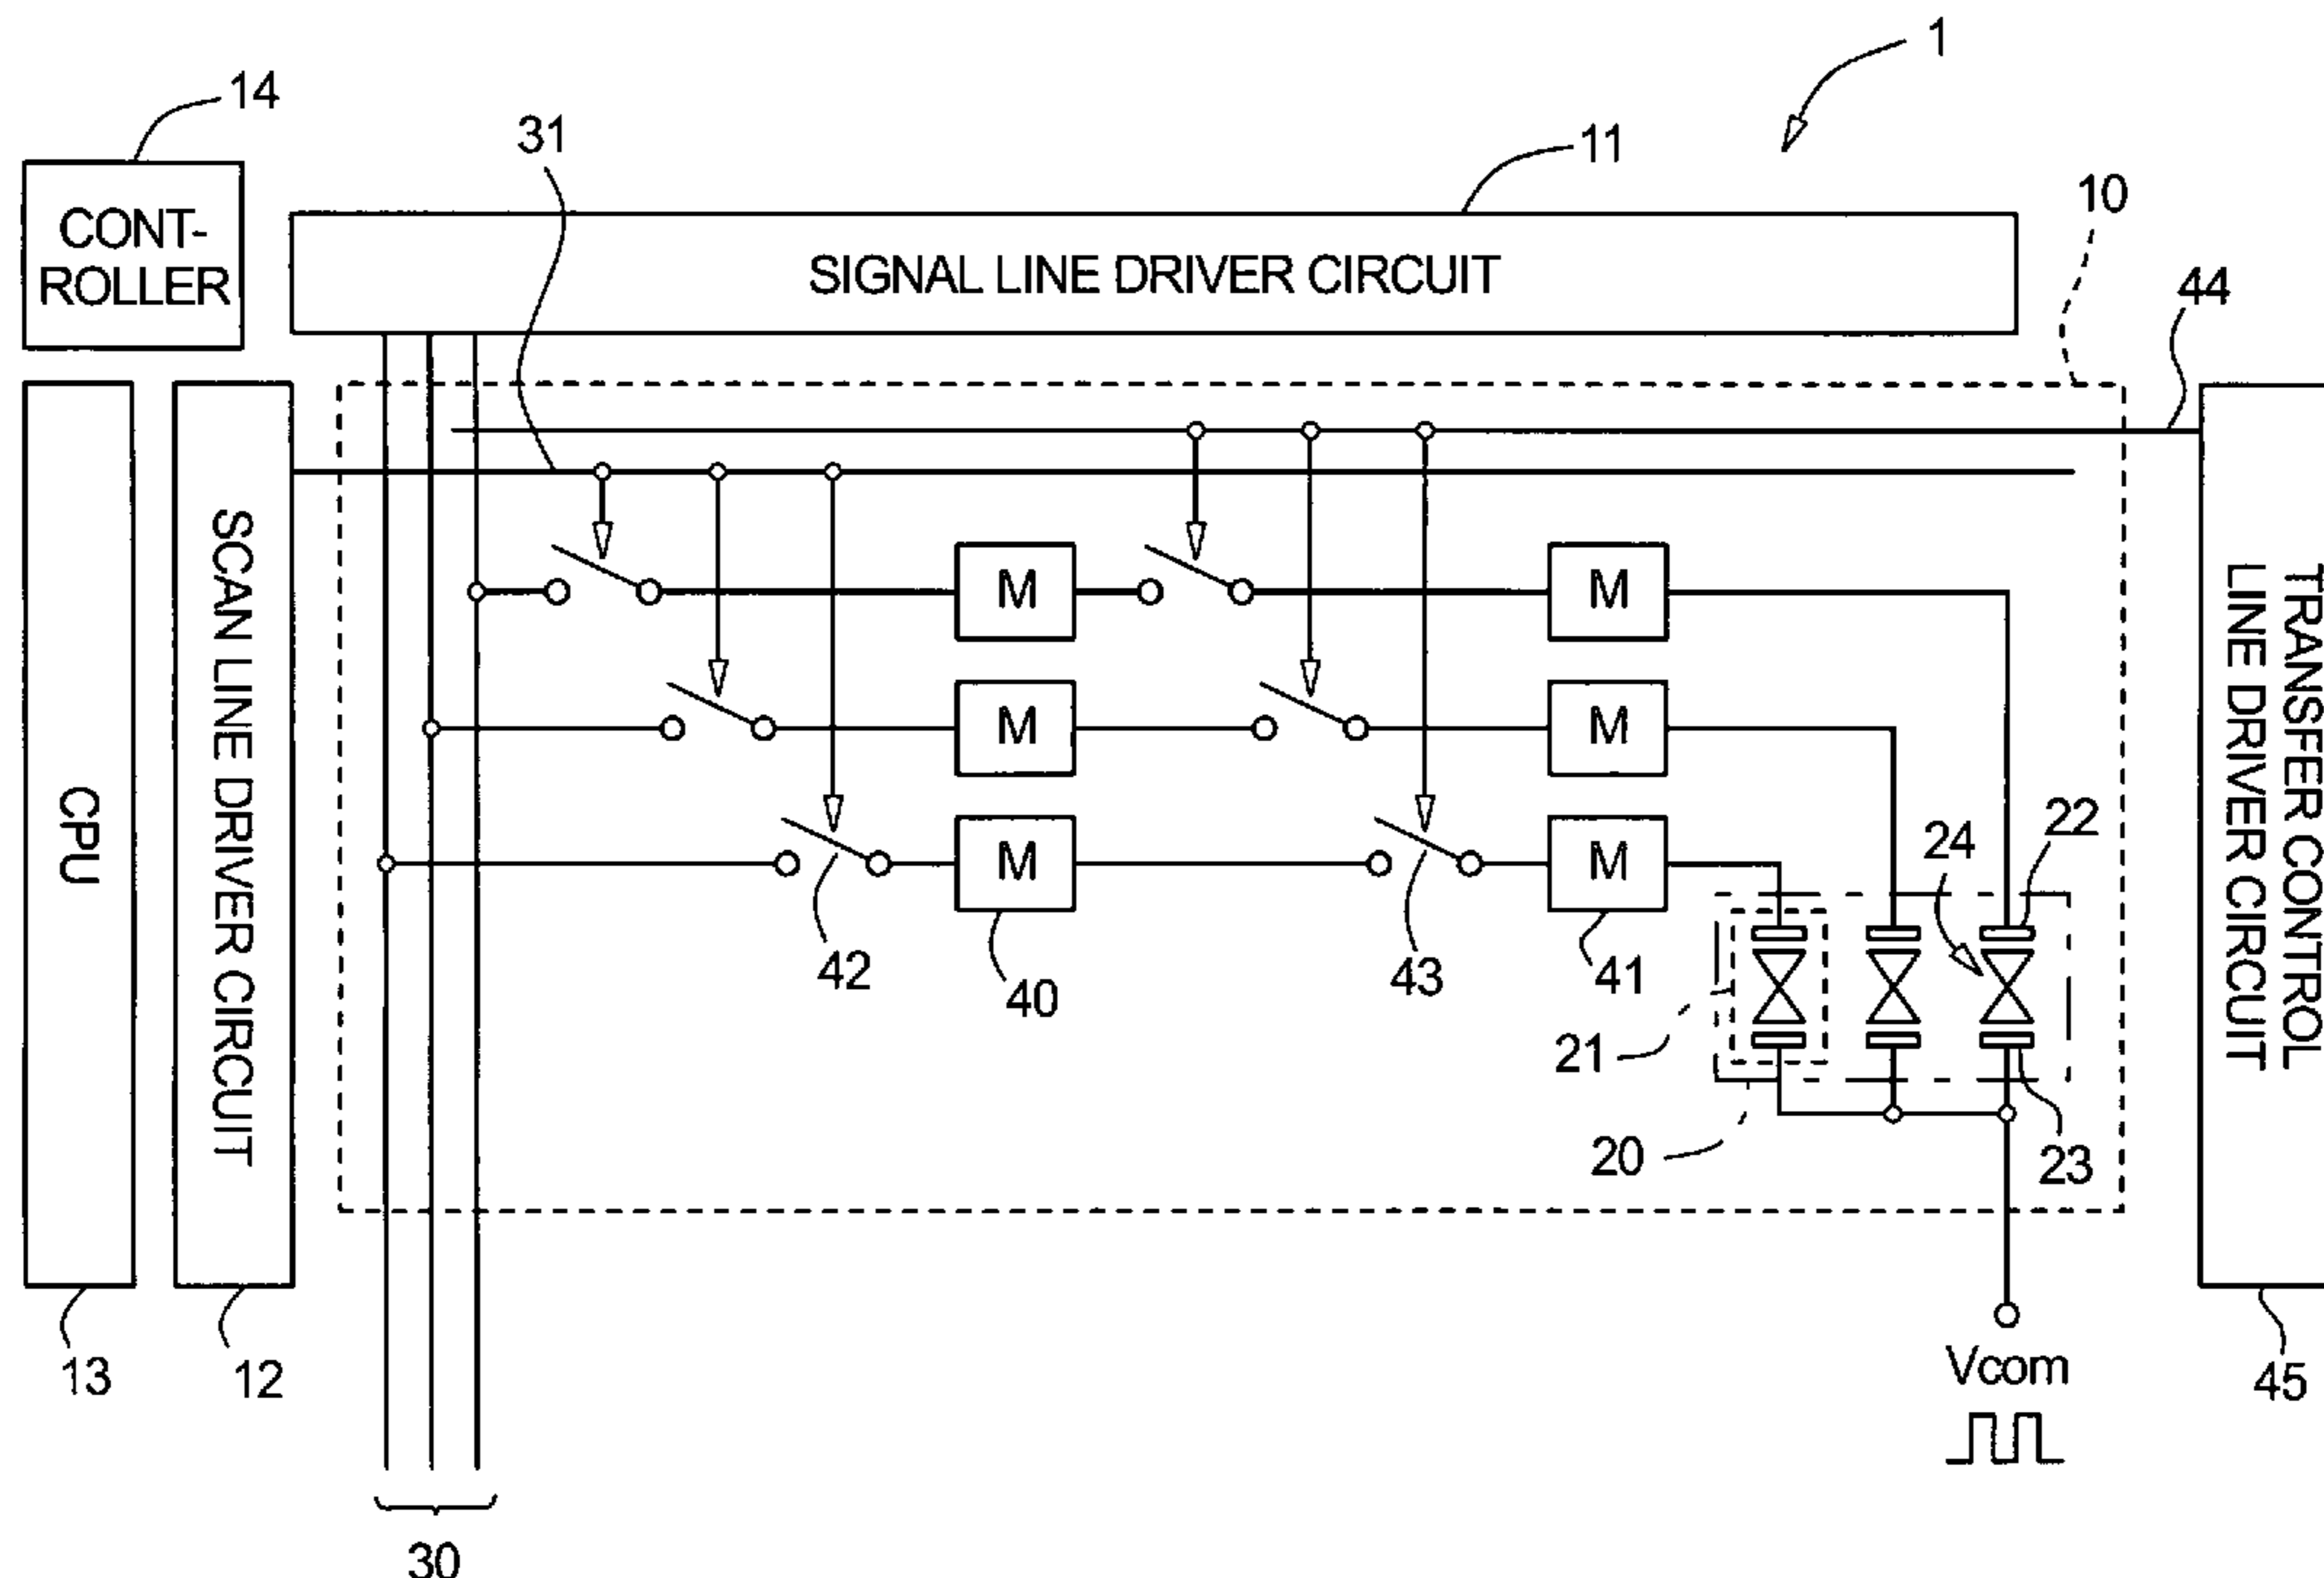 1
14
31
11
10
CONT-
ROLLER
SIGNAL LINE DRIVER CIRCUIT
44
CPU
SCAN LINE DRIVER CIRCUIT
TRANSFER CONTROL
LINE DRIVER CIRCUIT
M
M
M
M
M
M
24
22
42
40
43
41
21
20
23
13
12
Vcom
45
30